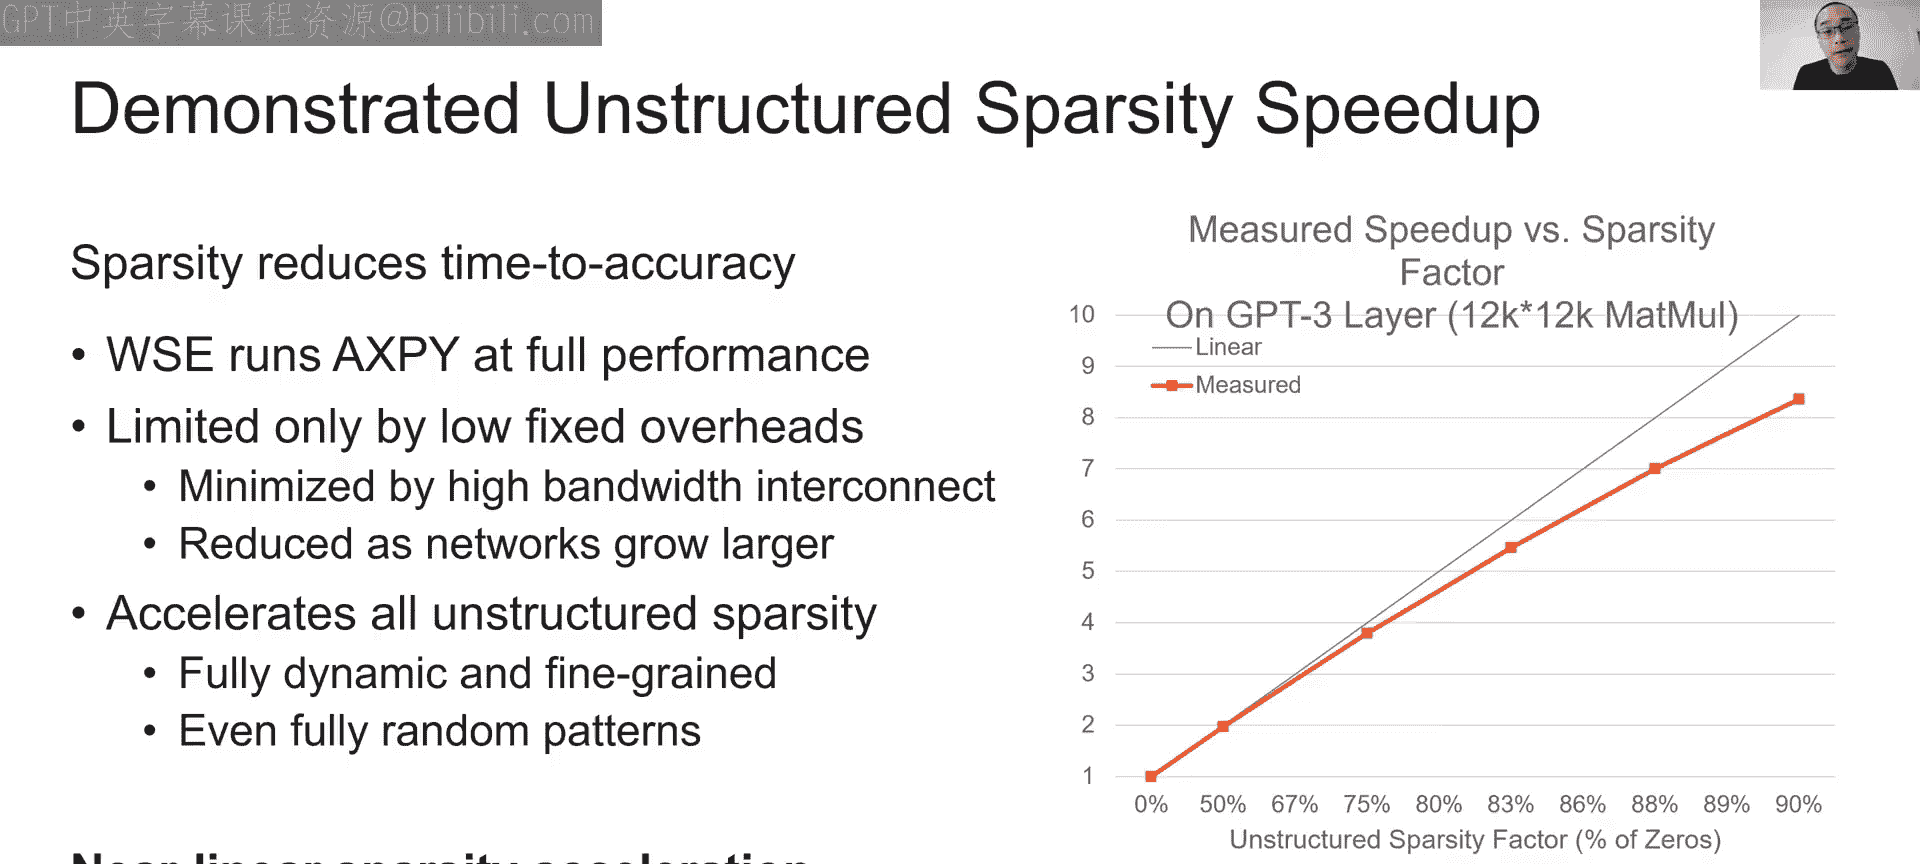 GPT中英字幕课程资源@bilibili.com
Demonstrated Unstructured Sparsity Speedup
Sparsity reduces time-to-accuracy
• WSE runs AXPY at full performance
• Limited only by low fixed overheads
• Minimized by high bandwidth interconnect
• Reduced as networks grow larger
• Accelerates all unstructured sparsity
• Fully dynamic and fine-grained
• Even fully random patterns
Near linear sparsity acceleration
Measured Speedup vs. Sparsity
Factor
On GPT-3 Layer (12k*12k MatMul)
Linear
Measured
10
9
8
7
6
5
4
3
2
1
0% 50% 67% 75% 80% 83% 86% 88% 89% 90%
Unstructured Sparsity Factor (% of Zeros)